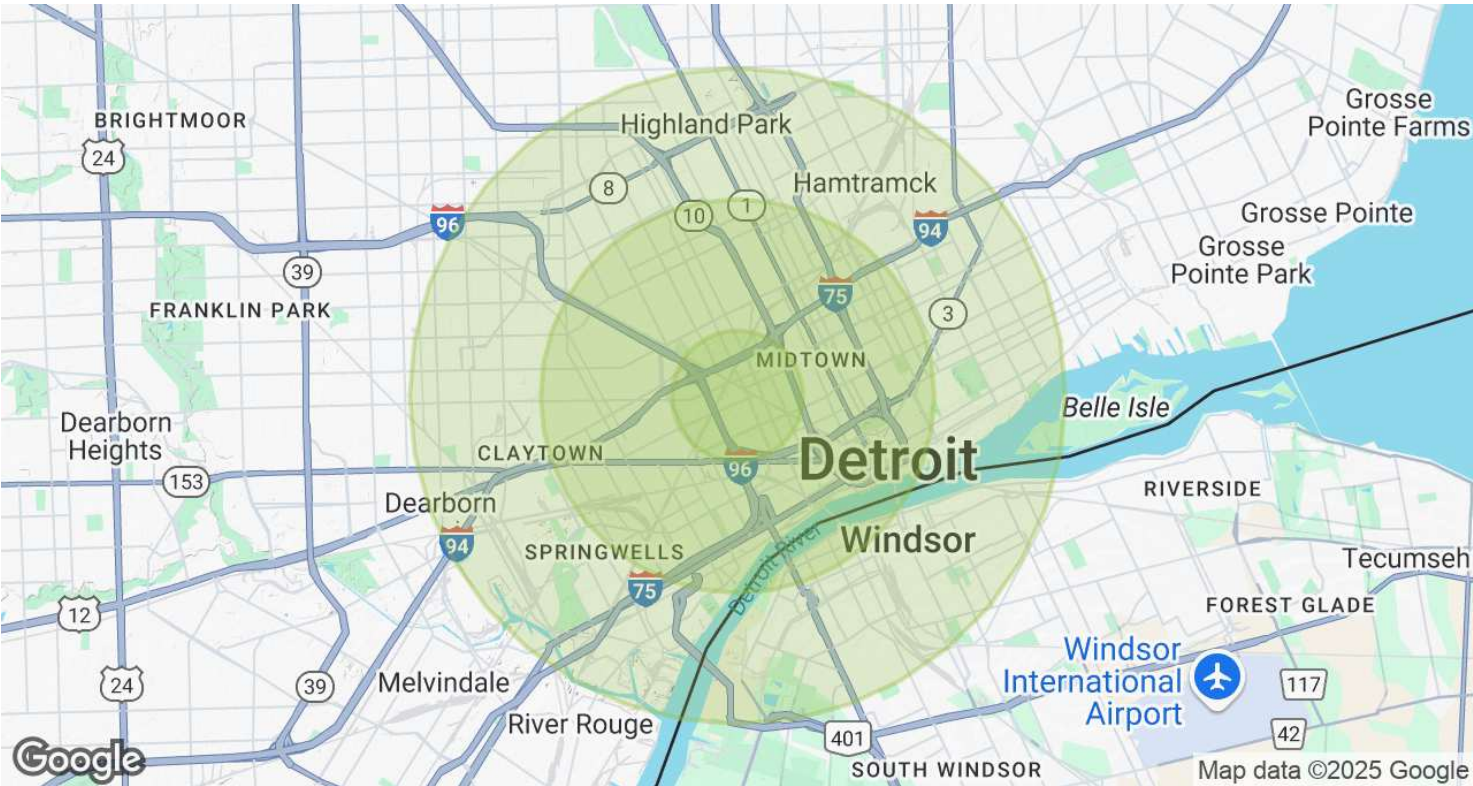 Grosse
Pointe Farms
BRIGHTMOOR
Highland Park
24
Hamtramck
8
10
1
Grosse Pointe
96
94
Grosse
Pointe Park
39
75
FRANKLIN PARK
3
MIDTOWN
Belle Isle
Dearborn
Heights
CLAYTOWN
Detroit
96
153
RIVERSIDE
Dearborn
94
SPRINGWELLS
Windsor
Tecumseh
75
Detroit River
12
FOREST GLADE
Windsor
International
Airport
24
39
Melvindale
117
River Rouge
401
42
Google
SOUTH WINDSOR
Map data ©2025 Google